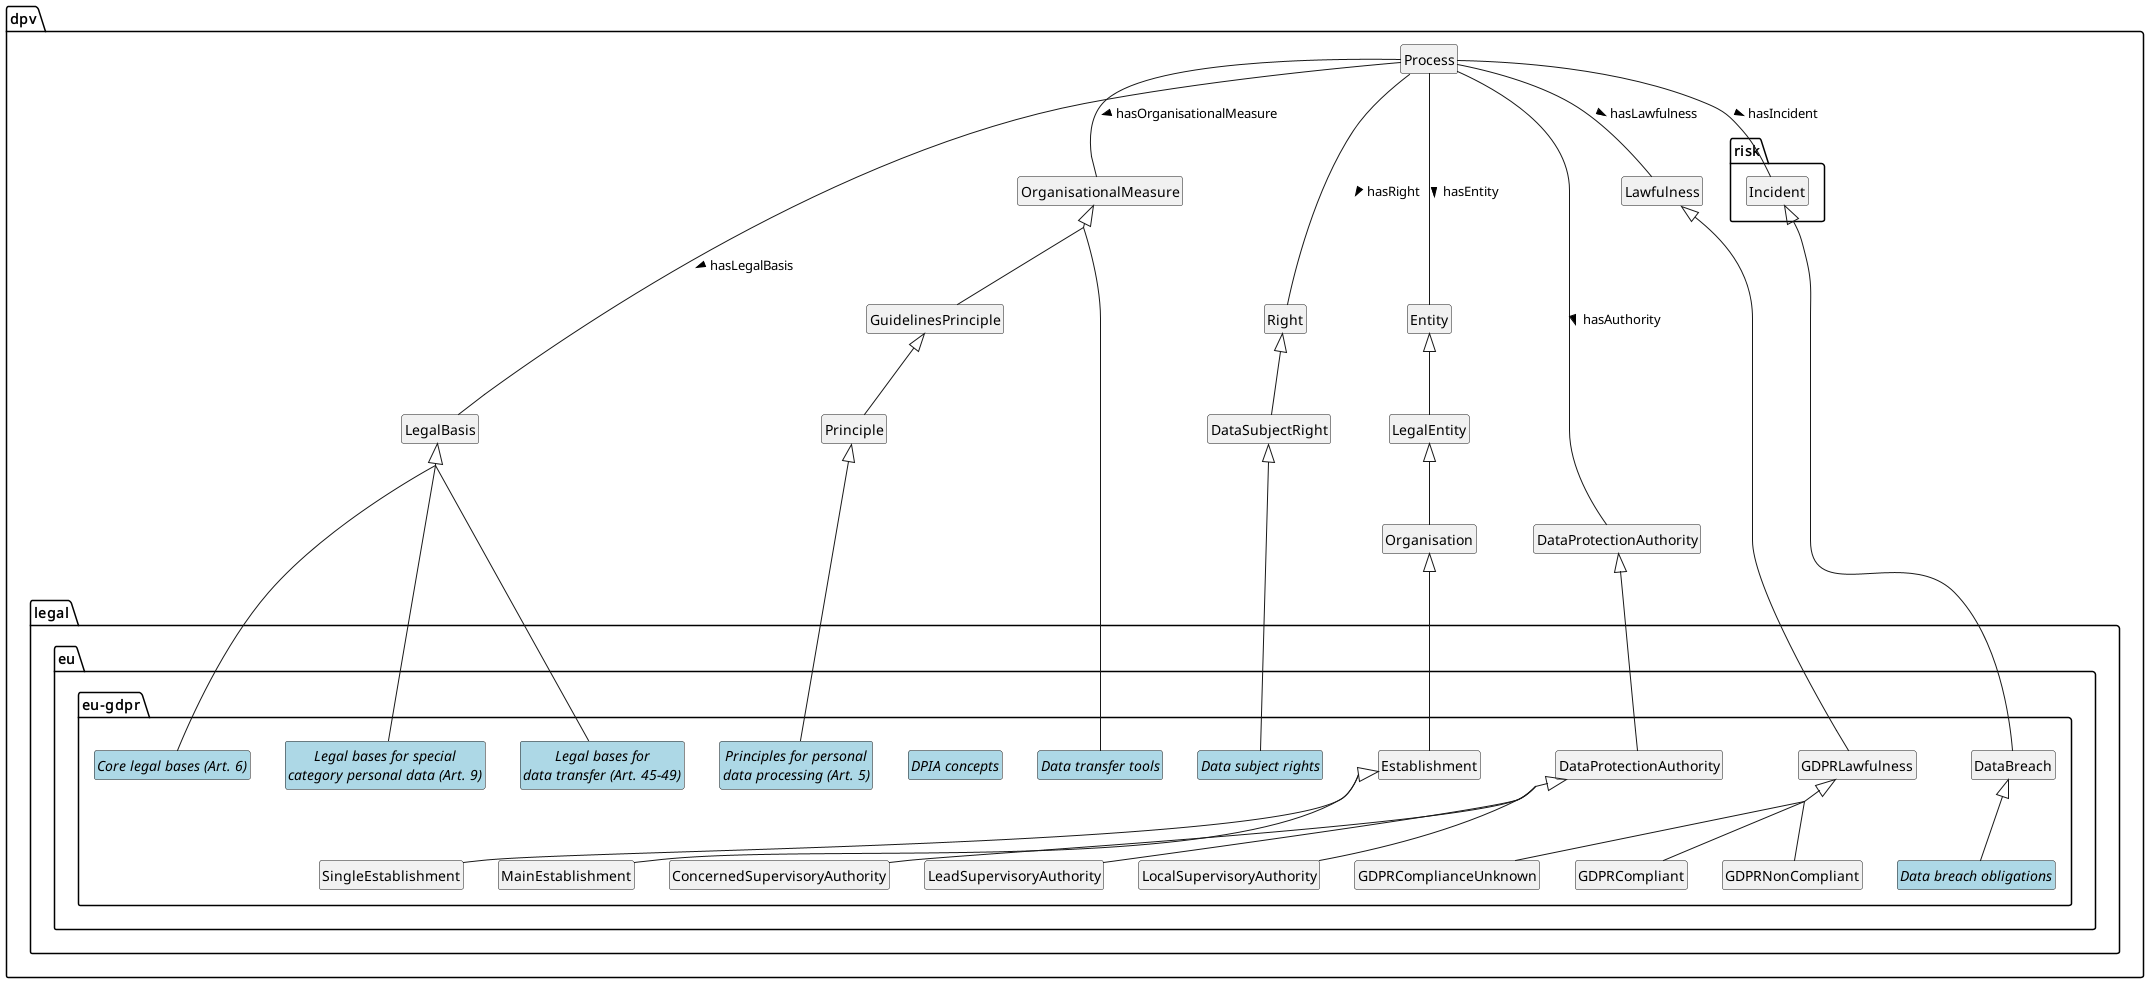 dpv
Process
hasOrganisationalMeasure
hasLawfulness
hasIncident
risk
OrganisationalMeasure
hasRight
hasEntity
Lawfulness
Incident
hasLegalBasis
GuidelinesPrinciple
Right
Entity
hasAuthority
LegalBasis
Principle
DataSubjectRight
LegalEntity
Organisation
DataProtectionAuthority
legal
eu
eu-gdpr
Core legal bases (Art. 6)
Legal bases for special
category personal data (Art. 9)
Legal bases for
data transfer (Art. 45-49)
Principles for personal
data processing (Art. 5)
DPIA concepts
Data transfer tools
Data subject rights
Establishment
DataProtectionAuthority
GDPRLawfulness
DataBreach
SingleEstablishment
MainEstablishment
ConcernedSupervisoryAuthority
LeadSupervisoryAuthority
LocalSupervisoryAuthority
GDPRComplianceUnknown
GDPRCompliant
GDPRNonCompliant
Data breach obligations